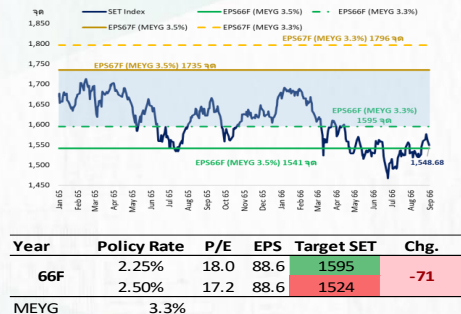 จุด
SET Index
EPS66F (MEYG 3.5%)
EPS66F (MEYG 3.3%)
EPS67F (MEYG 3.5%)
EPS67F (MEYG 3.3%)
1,850
1,800
1,750
1,700
1,650
1,600
1,550
1,500
1,450
EPS67F (MEYG 3.3%) 1796 จุด
EPS67F (MEYG 3.5%) 1735 จุด
EPS66F (MEYG 3.3%)
1595 จุด
EPS66F (MEYG 3.5%) 1541 จุด
1,548.68
Jan 65 Feb 65 Mar 65 Apr 65 May 65 Jun 65 Jul 65 Aug 65 Sep 65 Oct 65 Nov 65 Dec 65 Jan 66 Feb 66 Mar 66 Apr 66 May 66 Jun 66 Jul 66 Aug 66 Sep 66
Year Policy Rate P/E EPS Target SET Chg.
66F 2.25% 18.0 88.6 1595 -71
2.50% 17.2 88.6 1524
MEYG 3.3%